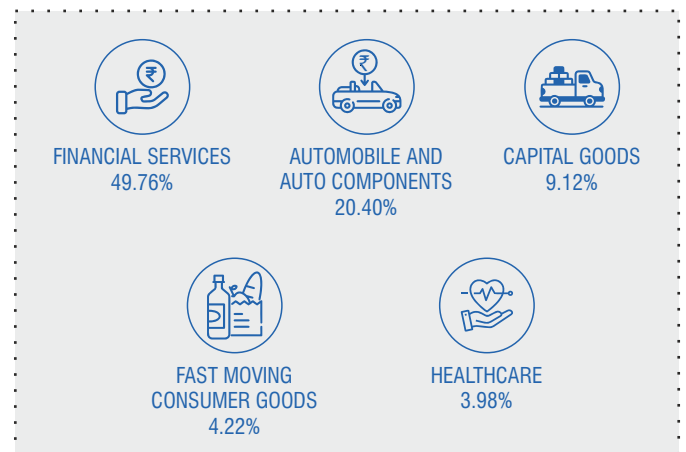 ₹
₹
FINANCIAL SERVICES
49.76%
AUTOMOBILE AND
AUTO COMPONENTS
20.40%
CAPITAL GOODS
9.12%
FAST MOVING
CONSUMER GOODS
4.22%
HEALTHCARE
3.98%